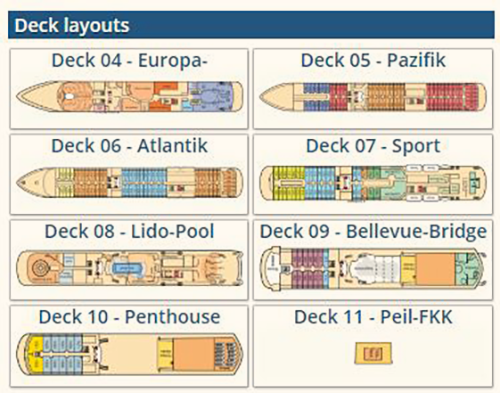 Deck layouts
Deck 04 - Europa-
Deck 05 - Pazifik
Deck 06 - Atlantik
Deck 07 - Sport
Deck 08 - Lido-Pool
Deck 09 - Bellevue-Bridge
Deck 10 - Penthouse
Deck 11 - Peil-FKK